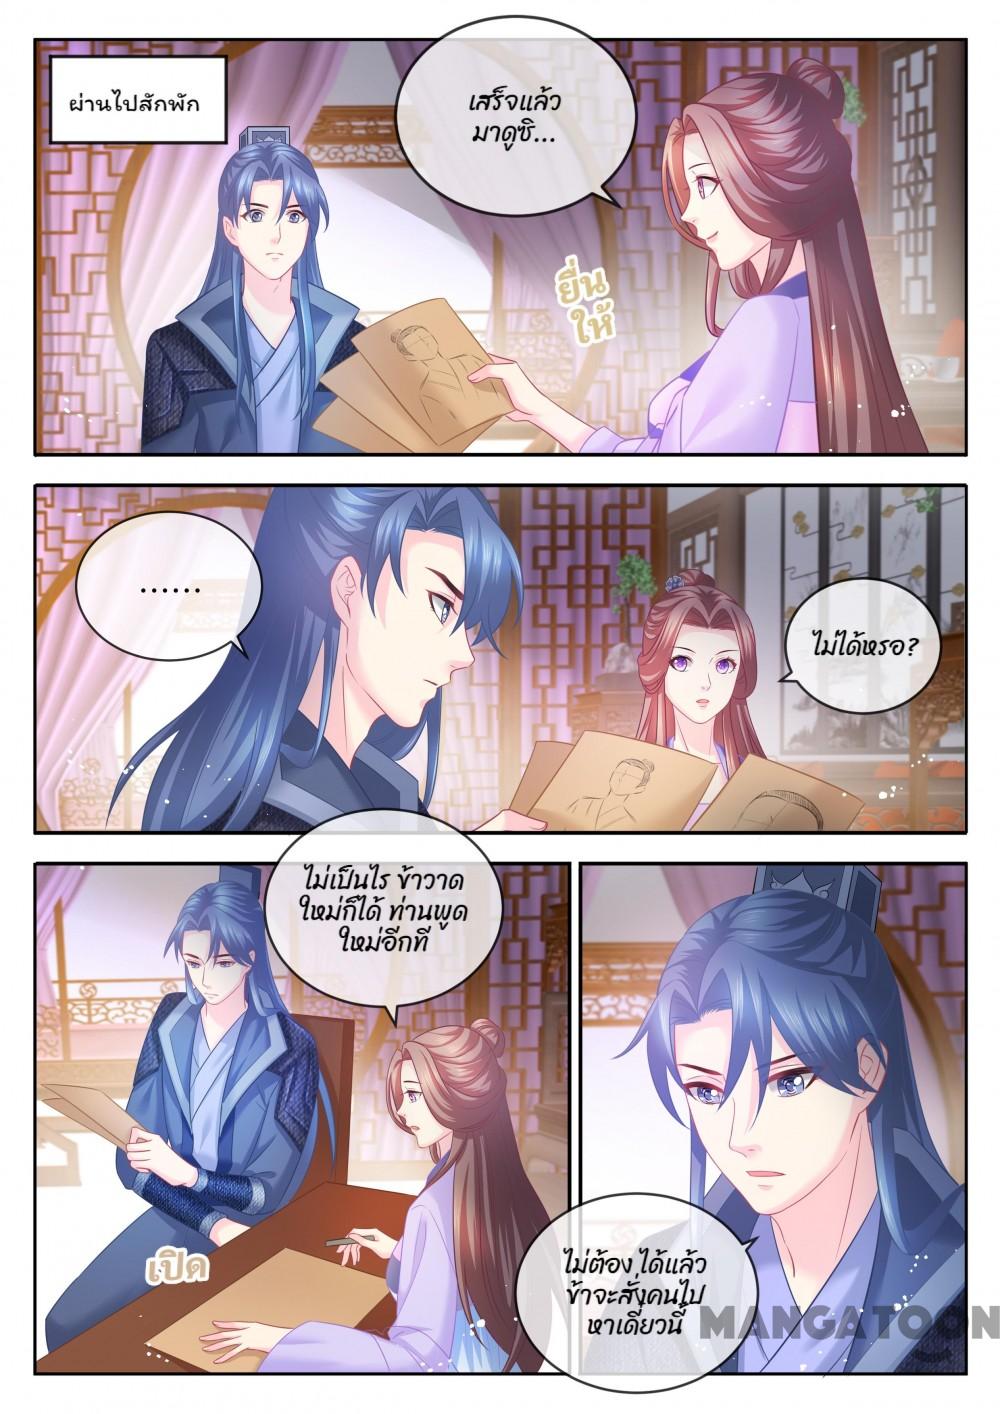 ผ่านไปสักพัก
เสร็จแล้ว
มาดูซิ...
ยื่น
ให้
......
ไม่ได้หรอ?
ไม่เป็นไร ข้าวาด
ใหม่ก็ได้ ท่านพูด
ใหม่อีกที
เปิด
ไม่ต้อง ได้แล้ว
ข้าจะสั่งคนไป
หาเดี๋ยวนี้
MANGATOON